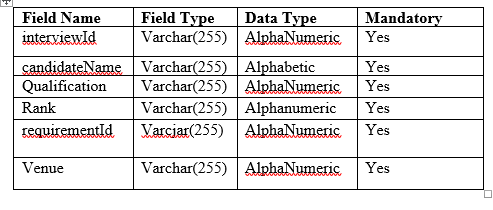 Field Name Field Type Data Type Mandatory
interviewId Varchar(255) AlphaNumeric Yes
candidateName Varchar(255) Alphabetic Yes
Qualification Varchar(255) AlphaNumeric Yes
Rank Varchar(255) Alphanumeric Yes
requirementId Varcjar(255) AlphaNumeric Yes
Venue Varchar(255) AlphaNumeric Yes